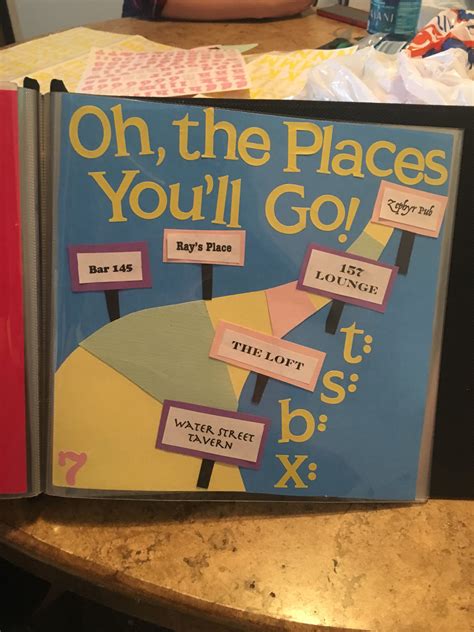 Oh, the Places
You'll Go!
Zephyr Pub
Ray's Place
Bar 145
157
LOUNGE
THE LOFT
WATER STREET
TAVERN
t:
s:
b:
x:
7